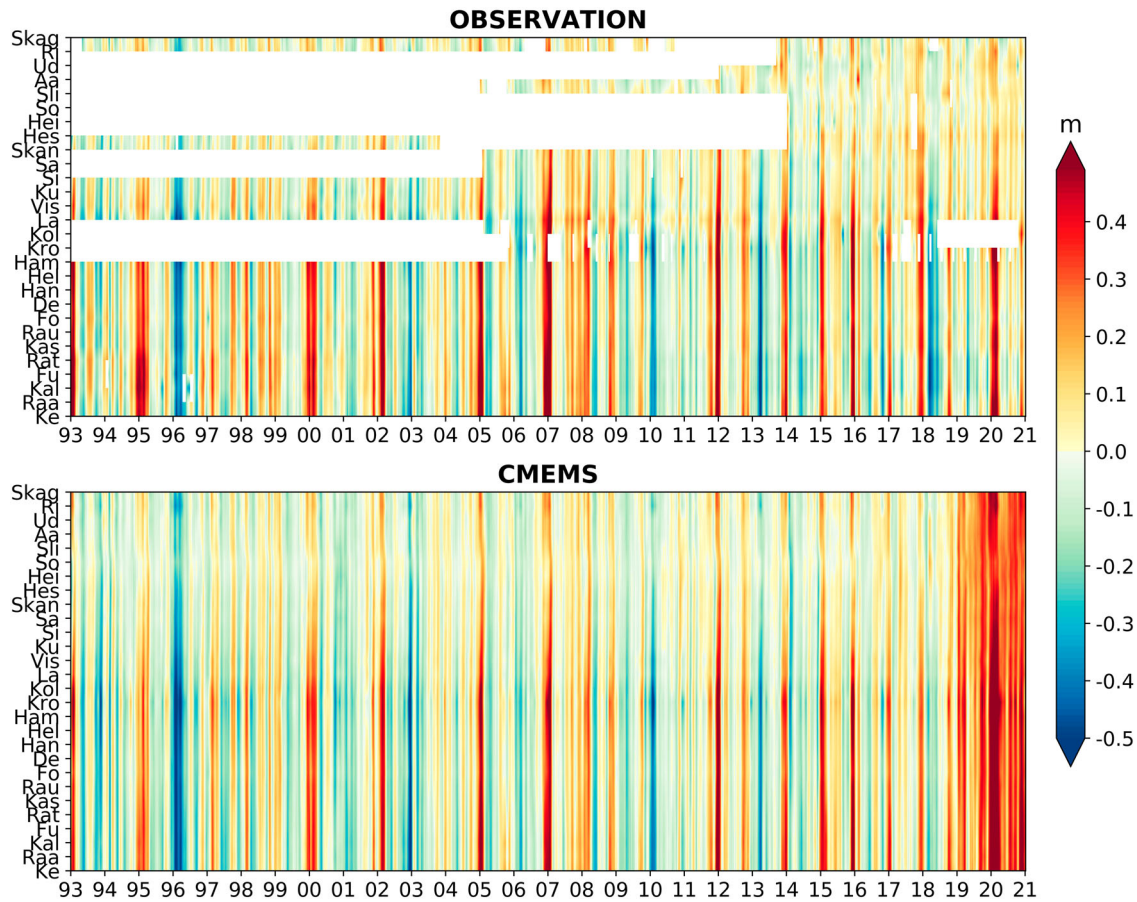 OBSERVATION
Skag
Ri
Ud
Aa
Sli
So
Hei
Hes
Skan
Sa
Si
Ku
Vis
La
Kol
Kro
Ham
Hel
Han
De
Fo
Rau
Kas
Rat
Fu
Kal
Raa
Ke
93 94 95 96 97 98 99 00 01 02 03 04 05 06 07 08 09 10 11 12 13 14 15 16 17 18 19 20 21
m
0.4
0.3
0.2
0.1
0.0
-0.1
-0.2
-0.3
-0.4
-0.5
CMEMS
Skag
Ri
Ud
Aa
Sli
So
Hei
Hes
Skan
Sa
Si
Ku
Vis
La
Kol
Kro
Ham
Hel
Han
De
Fo
Rau
Kas
Rat
Fu
Kal
Raa
Ke
93 94 95 96 97 98 99 00 01 02 03 04 05 06 07 08 09 10 11 12 13 14 15 16 17 18 19 20 21